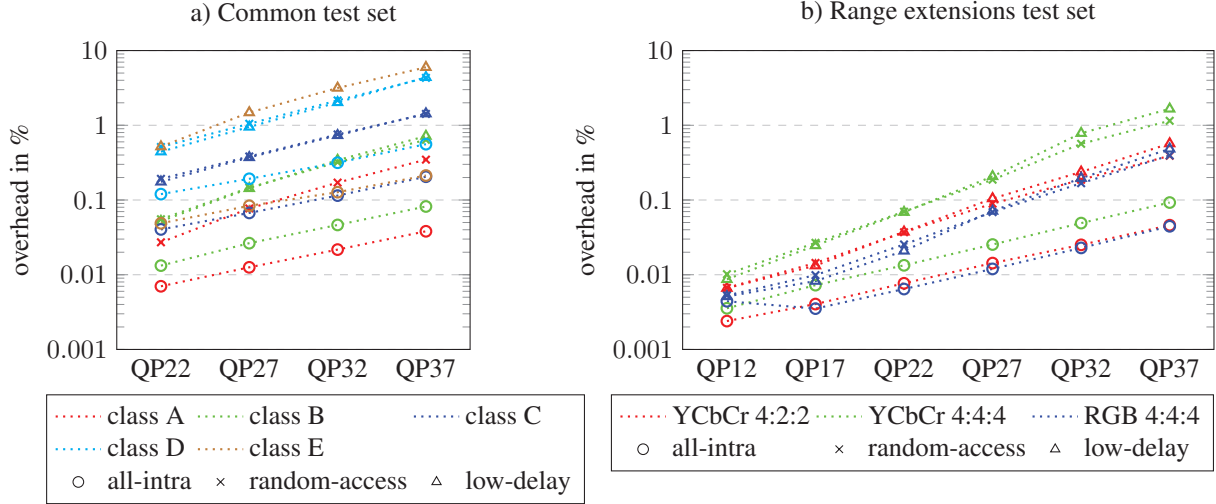 a) Common test set
b) Range extensions test set
overhead in %
10
1
0.1
0.01
0.001
QP22 QP27 QP32 QP37
overhead in %
10
1
0.1
0.01
0.001
QP12 QP17 QP22 QP27 QP32 QP37
class A class B class C
class D class E
all-intra random-access low-delay
YCbCr 4:2:2 YCbCr 4:4:4 RGB 4:4:4
all-intra random-access low-delay